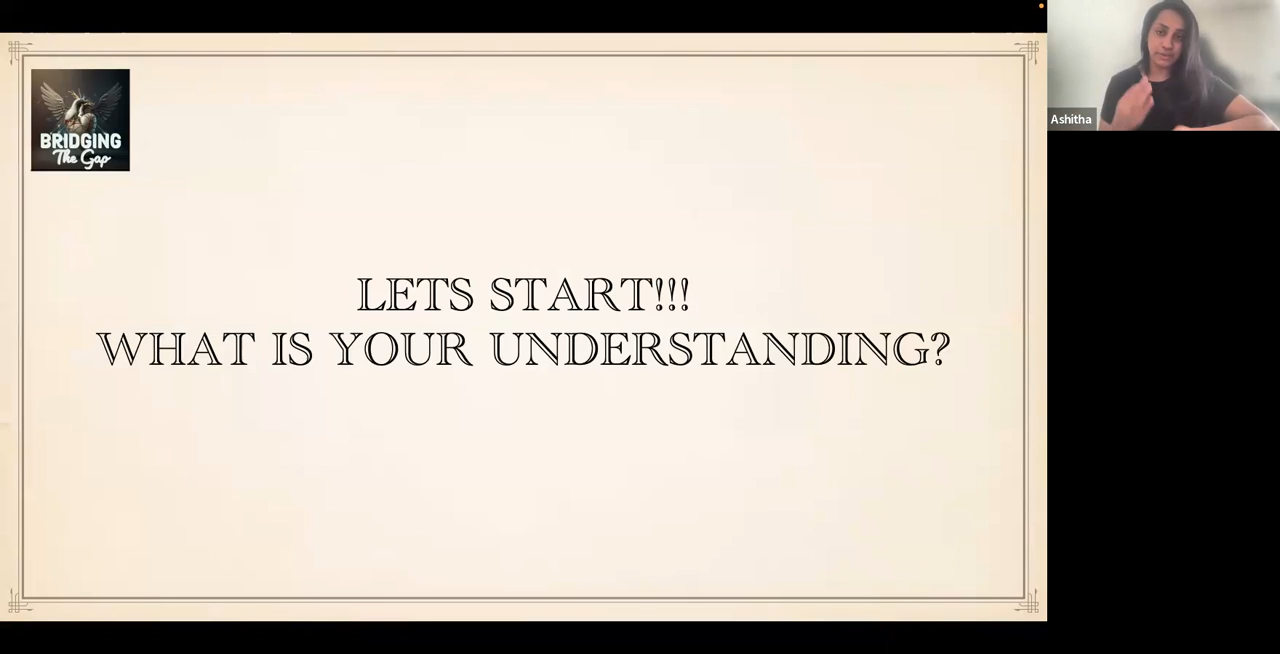 BRIDGING
The Gap
LETS START!!!
WHAT IS YOUR UNDERSTANDING?
Ashitha